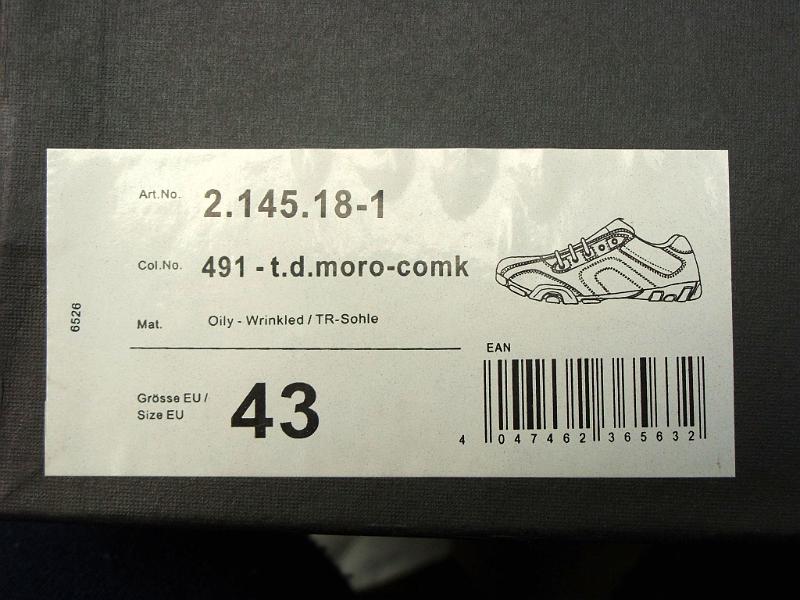 Art.No. 2.145.18-1
Col.No. 491 - t.d.moro-comk
6526
Mat. Oily - Wrinkled / TR-Sohle
EAN
Grösse EU /
Size EU
43
4 047462 365632